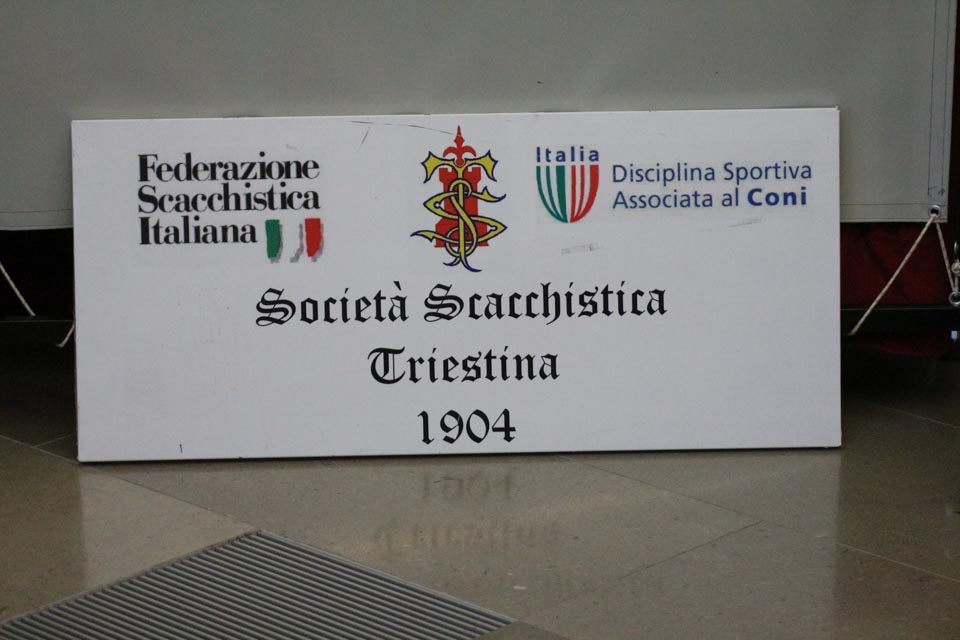 Federazione
Scacchistica
Italiana
Italia
Disciplina Sportiva
Associata al Coni
Società Scacchistica
Triestina
1904